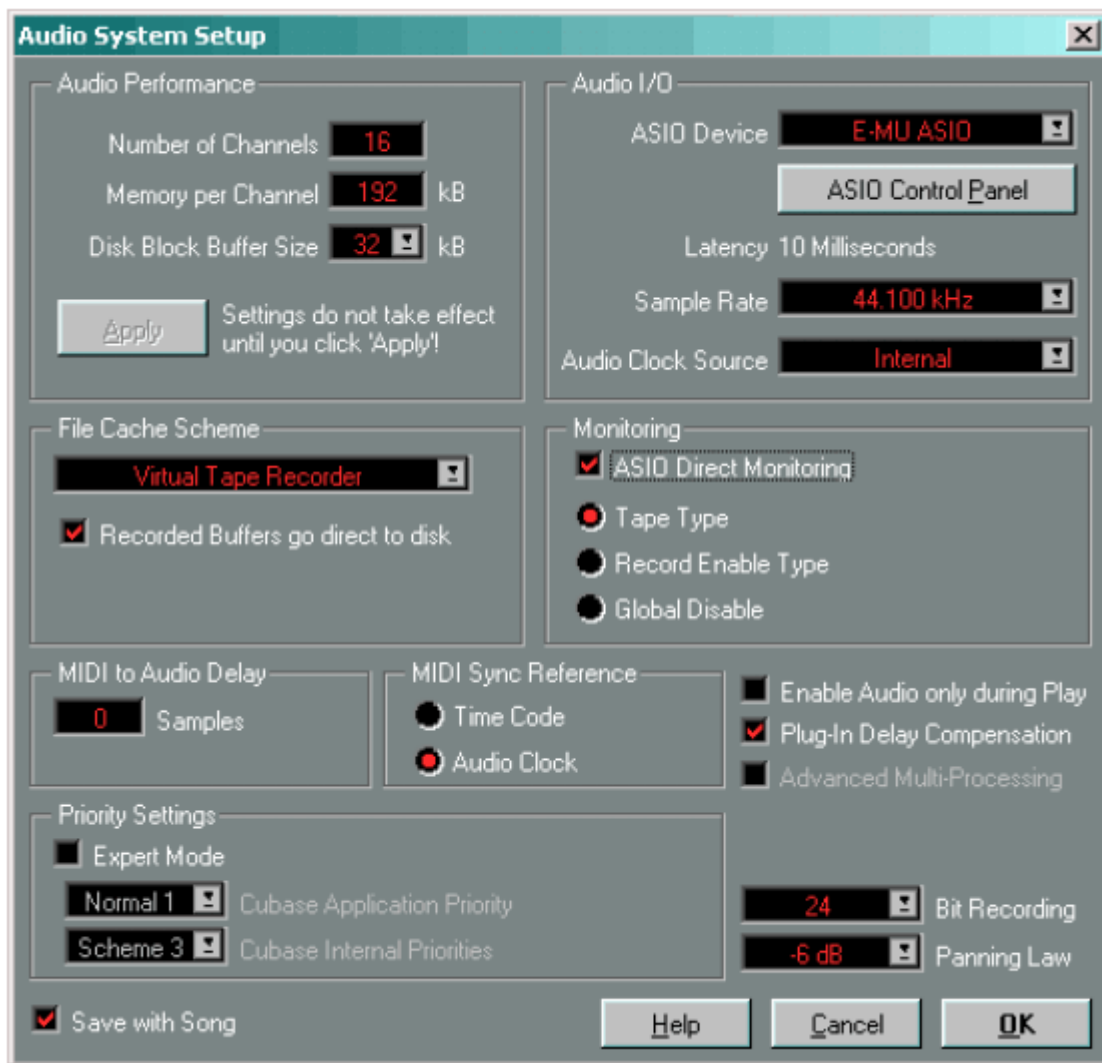 Audio System Setup
Audio Performance
Number of Channels 16
Memory per Channel 192 kB
Disk Block Buffer Size 32 kB
Apply
Settings do not take effect
until you click 'Apply'!
Audio I/O
ASIO Device E-MU ASIO
ASIO Control Panel
Latency 10 Milliseconds
Sample Rate 44.100 kHz
Audio Clock Source Internal
File Cache Scheme
Virtual Tape Recorder
Recorded Buffers go direct to disk
Monitoring
ASIO Direct Monitoring
Tape Type
Record Enable Type
Global Disable
MIDI to Audio Delay
0 Samples
MIDI Sync Reference
Time Code
Audio Clock
Enable Audio only during Play
Plug-In Delay Compensation
Advanced Multi-Processing
Priority Settings
Expert Mode
Normal 1 Cubase Application Priority
Scheme 3 Cubase Internal Priorities
24 Bit Recording
-6 dB Panning Law
Save with Song
Help
Cancel
OK